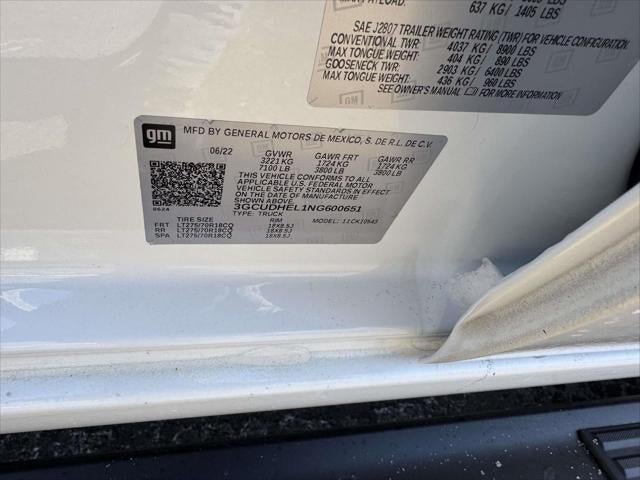 637 KG / 1405 LBS
SAE J2807 TRAILER WEIGHT RATING (TWR) FOR VEHICLE CONFIGURATION.
CONVENTIONAL TWR: 4037 KG / 8900 LBS
MAX TONGUE WT: 404 KG / 890 LBS
GOOSENECK TWR: 2903 KG / 6400 LBS
MAX TONGUE WT: 436 KG / 960 LBS
SEE OWNER'S MANUAL FOR MORE INFORMATION.
gm
MFD BY GENERAL MOTORS DE MEXICO, S. DE R.L. DE C.V.
06/22 GVWR GAWR FRT GAWR RR
3221 KG 1724 KG 1724 KG
7100 LB 3800 LB 3800 LB
THIS VEHICLE CONFORMS TO ALL
APPLICABLE U.S. FEDERAL MOTOR
VEHICLE SAFETY STANDARDS IN EFFECT
ON THE DATE OF MANUFACTURE SHOWN ABOVE.
3GCUDHEL1NG600651
TYPE: TRUCK MODEL: 11CK10543
TIRE SIZE RIM
FRT LT275/70R18CQ 18X8.5J
RR LT275/70R18CQ 18X8.5J
SPA LT275/70R18CQ 18X8.5J